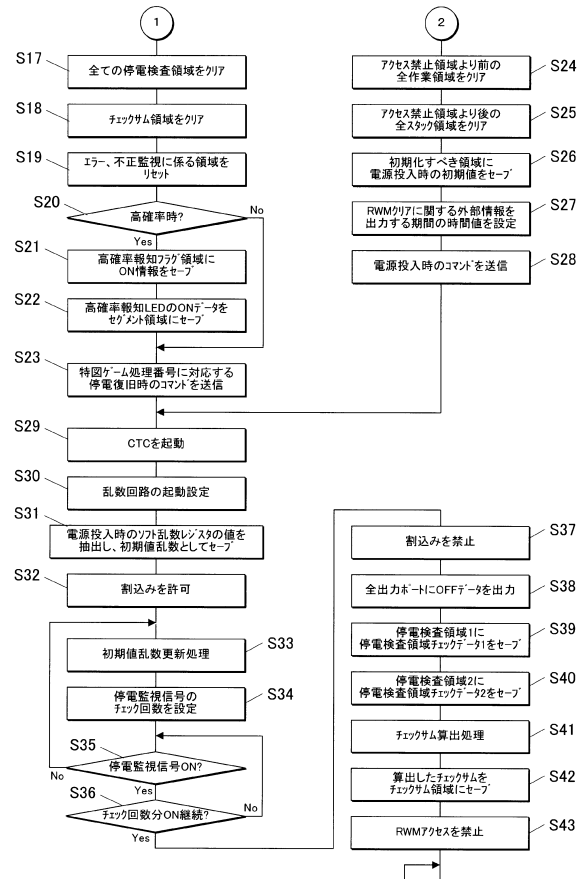 1
S17
全ての停電検査領域をクリア
S18
チェックサム領域をクリア
S19
エラー、不正監視に係る領域を
リセット
S20
高確率時?
No
Yes
S21
高確率報知フラグ領域に
ON情報をセーブ
S22
高確率報知LEDのONデータを
セグメント領域にセーブ
S23
特図ゲーム処理番号に対応する
停電復旧時のコマンドを送信
S29
CTCを起動
S30
乱数回路の起動設定
S31
電源投入時のソフト乱数レジスタの値を
抽出し、初期値乱数としてセーブ
S32
割込みを許可
S33
初期値乱数更新処理
S34
停電監視信号の
チェック回数を設定
S35
停電監視信号ON?
No
Yes
S36
チェック回数分ON継続?
No
Yes
2
S24
アクセス禁止領域より前の
全作業領域をクリア
S25
アクセス禁止領域より後の
全スタック領域をクリア
S26
初期化すべき領域に
電源投入時の初期値をセーブ
S27
RWMクリアに関する外部情報を
出力する期間の時間値を設定
S28
電源投入時のコマンドを送信
S37
割込みを禁止
S38
全出力ポートにOFFデータを出力
S39
停電検査領域1に
停電検査領域チェックデータ1をセーブ
S40
停電検査領域2に
停電検査領域チェックデータ2をセーブ
S41
チェックサム算出処理
S42
算出したチェックサムを
チェックサム領域にセーブ
S43
RWMアクセスを禁止